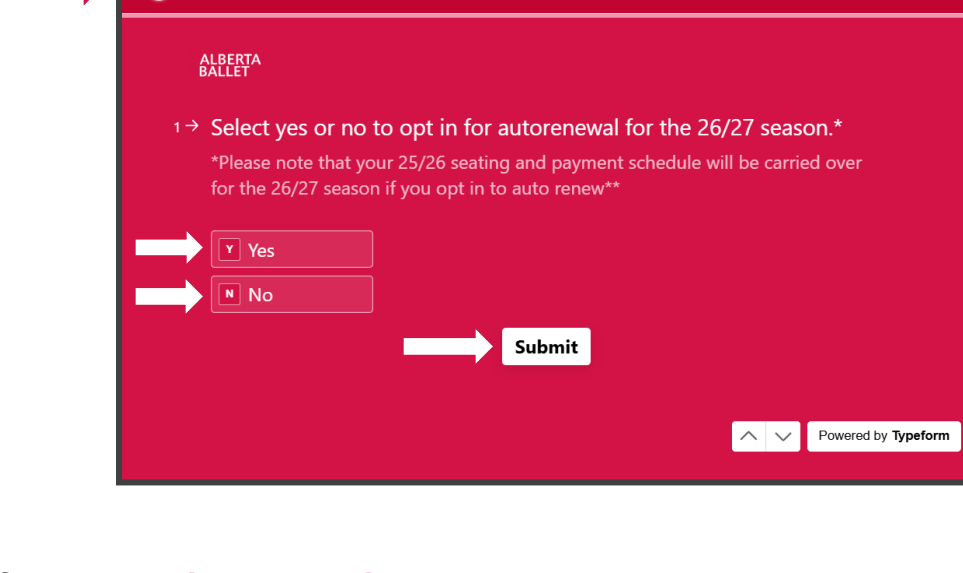 ALBERTA
BALLET
1→ Select yes or no to opt in for autorenewal for the 26/27 season.*
*Please note that your 25/26 seating and payment schedule will be carried over
for the 26/27 season if you opt in to auto renew**
Y Yes
N No
Submit
Powered by Typeform